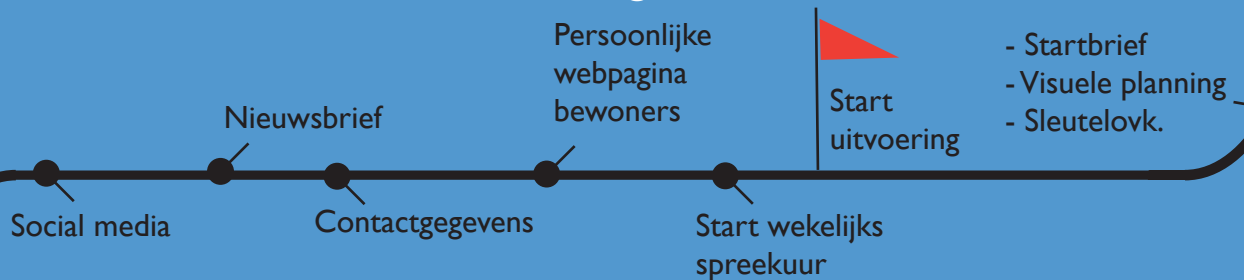 Social media
Nieuwsbrief
Contactgegevens
Persoonlijke
webpagina
bewoners
Start wekelijks
spreekuur
Start
uitvoering
- Startbrief
- Visuele planning
- Sleutelovk.